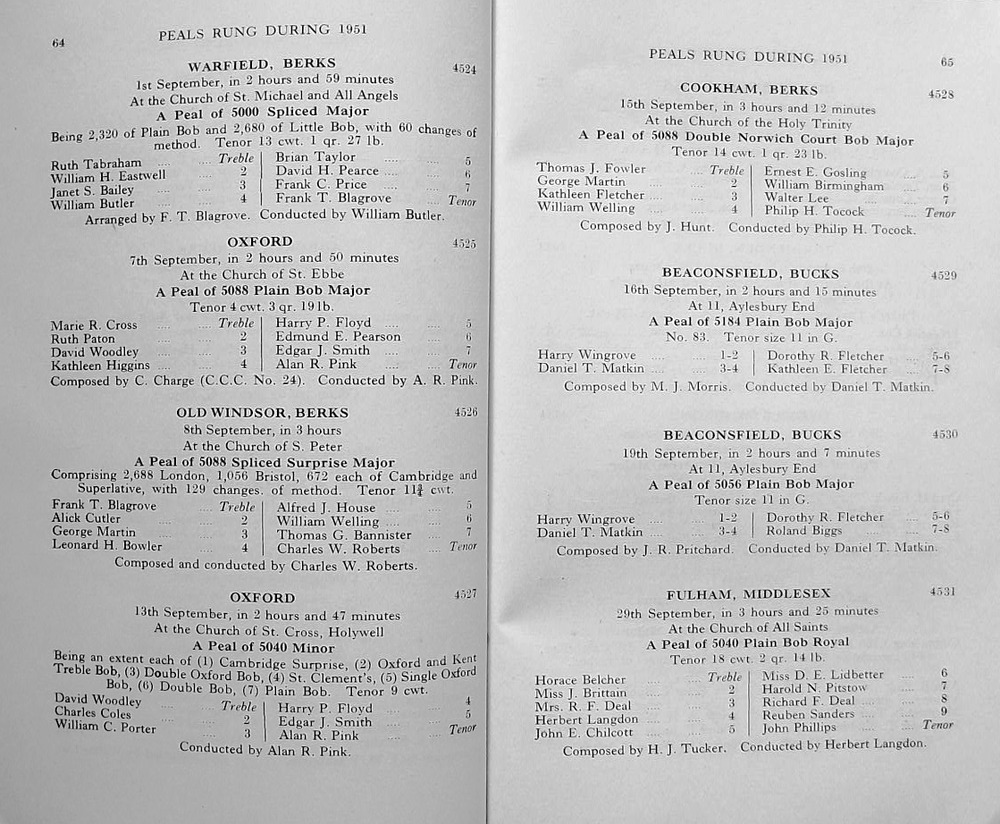 64
PEALS RUNG DURING 1951
WARFIELD, BERKS 4524
1st September, in 2 hours and 59 minutes
At the Church of St. Michael and All Angels
A Peal of 5000 Spliced Major
Being 2,320 of Plain Bob and 2,680 of Little Bob, with 60 changes of
method. Tenor 13 cwt. 1 qr. 27 lb.
Ruth Tabraham .... Treble | Brian Taylor .... 5
William H. Eastwell .... 2 | David H. Pearce .... 6
Janet S. Bailey .... 3 | Frank C. Price .... 7
William Butler .... 4 | Frank T. Blagrove .... Tenor
Arranged by F. T. Blagrove. Conducted by William Butler.
OXFORD 4525
7th September, in 2 hours and 50 minutes
At the Church of St. Ebbe
A Peal of 5088 Plain Bob Major
Tenor 4 cwt. 3 qr. 19 lb.
Marie R. Cross .... Treble | Harry P. Floyd .... 5
Ruth Paton .... 2 | Edmund E. Pearson .... 6
David Woodley .... 3 | Edgar J. Smith .... 7
Kathleen Higgins .... 4 | Alan R. Pink .... Tenor
Composed by C. Charge (C.C.C. No. 24). Conducted by A. R. Pink.
OLD WINDSOR, BERKS 4526
8th September, in 3 hours
At the Church of S. Peter
A Peal of 5088 Spliced Surprise Major
Comprising 2,688 London, 1,056 Bristol, 672 each of Cambridge and
Superlative, with 129 changes. of method. Tenor 11¾ cwt.
Frank T. Blagrove .... Treble | Alfred J. House .... 5
Alick Cutler .... 2 | William Welling .... 6
George Martin .... 3 | Thomas G. Bannister .... 7
Leonard H. Bowler .... 4 | Charles W. Roberts .... Tenor
Composed and conducted by Charles W. Roberts.
OXFORD 4527
13th September, in 2 hours and 47 minutes
At the Church of St. Cross, Holywell
A Peal of 5040 Minor
Being an extent each of (1) Cambridge Surprise, (2) Oxford and Kent
Treble Bob, (3) Double Oxford Bob, (4) St. Clement's, (5) Single Oxford
Bob, (6) Double Bob, (7) Plain Bob. Tenor 9 cwt.
David Woodley .... Treble | Harry P. Floyd .... 4
Charles Coles .... 2 | Edgar J. Smith .... 5
William C. Porter .... 3 | Alan R. Pink .... Tenor
Conducted by Alan R. Pink.
PEALS RUNG DURING 1951 65
COOKHAM, BERKS 4528
15th September, in 3 hours and 12 minutes
At the Church of the Holy Trinity
A Peal of 5088 Double Norwich Court Bob Major
Tenor 14 cwt. 1 qr. 23 lb.
Thomas J. Fowler .... Treble | Ernest E. Gosling .... 5
George Martin .... 2 | William Birmingham .... 6
Kathleen Fletcher .... 3 | Walter Lee .... 7
William Welling .... 4 | Philip H. Tocock .... Tenor
Composed by J. Hunt. Conducted by Philip H. Tocock.
BEACONSFIELD, BUCKS 4529
16th September, in 2 hours and 15 minutes
At 11, Aylesbury End
A Peal of 5184 Plain Bob Major
No. 83. Tenor size 11 in G.
Harry Wingrove .... 1-2 | Dorothy R. Fletcher .... 5-6
Daniel T. Matkin .... 3-4 | Kathleen E. Fletcher .... 7-8
Composed by M. J. Morris. Conducted by Daniel T. Matkin.
BEACONSFIELD, BUCKS 4530
19th September, in 2 hours and 7 minutes
At 11, Aylesbury End
A Peal of 5056 Plain Bob Major
Tenor size 11 in G.
Harry Wingrove .... 1-2 | Dorothy R. Fletcher .... 5-6
Daniel T. Matkin .... 3-4 | Roland Biggs .... 7-8
Composed by J. R. Pritchard. Conducted by Daniel T. Matkin.
FULHAM, MIDDLESEX 4531
29th September, in 3 hours and 25 minutes
At the Church of All Saints
A Peal of 5040 Plain Bob Royal
Tenor 18 cwt. 2 qr. 14 lb.
Horace Belcher .... Treble | Miss D. E. Lidbetter .... 6
Miss J. Brittain .... 2 | Harold N. Pitstow .... 7
Mrs. R. F. Deal .... 3 | Richard F. Deal .... 8
Herbert Langdon .... 4 | Reuben Sanders .... 9
John E. Chilcott .... 5 | John Phillips .... Tenor
Composed by H. J. Tucker. Conducted by Herbert Langdon.